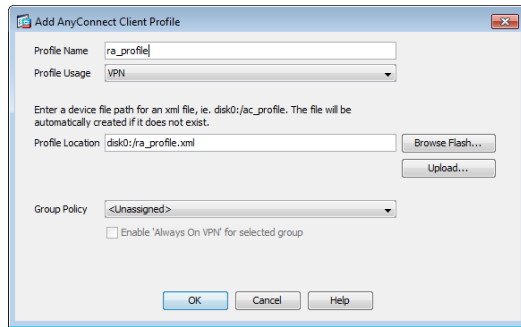 Add AnyConnect Client Profile
Profile Name ra_profile
Profile Usage VPN
Enter a device file path for an xml file, ie. disk0:/ac_profile. The file will be
automatically created if it does not exist.
Profile Location disk0:/ra_profile.xml Browse Flash...
Upload...
Group Policy <Unassigned>
Enable 'Always On VPN' for selected group
OK Cancel Help